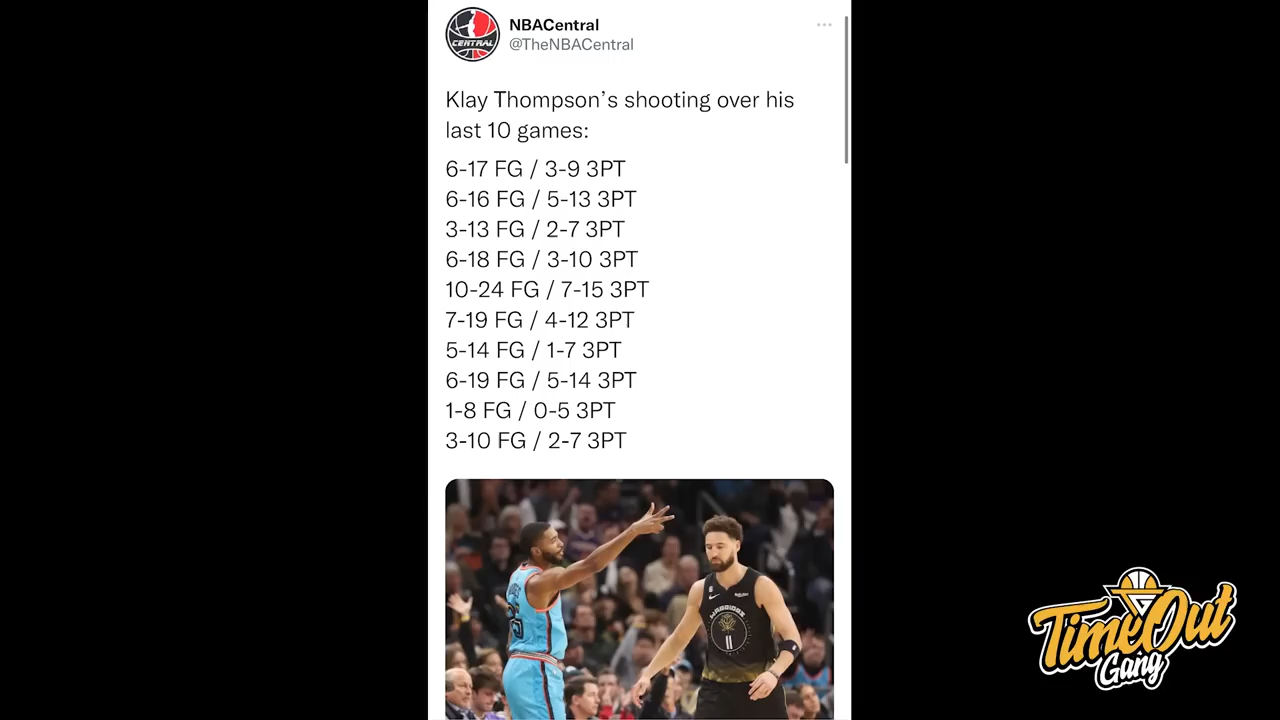 NBACentral
@TheNBACentral
CENTRAL
Klay Thompson's shooting over his
last 10 games:
6-17 FG / 3-9 3PT
6-16 FG / 5-13 3PT
3-13 FG / 2-7 3PT
6-18 FG / 3-10 3PT
10-24 FG / 7-15 3PT
7-19 FG / 4-12 3PT
5-14 FG / 1-7 3PT
6-19 FG / 5-14 3PT
1-8 FG / 0-5 3PT
3-10 FG / 2-7 3PT
WARRIORS
11
TimeOut
Gang